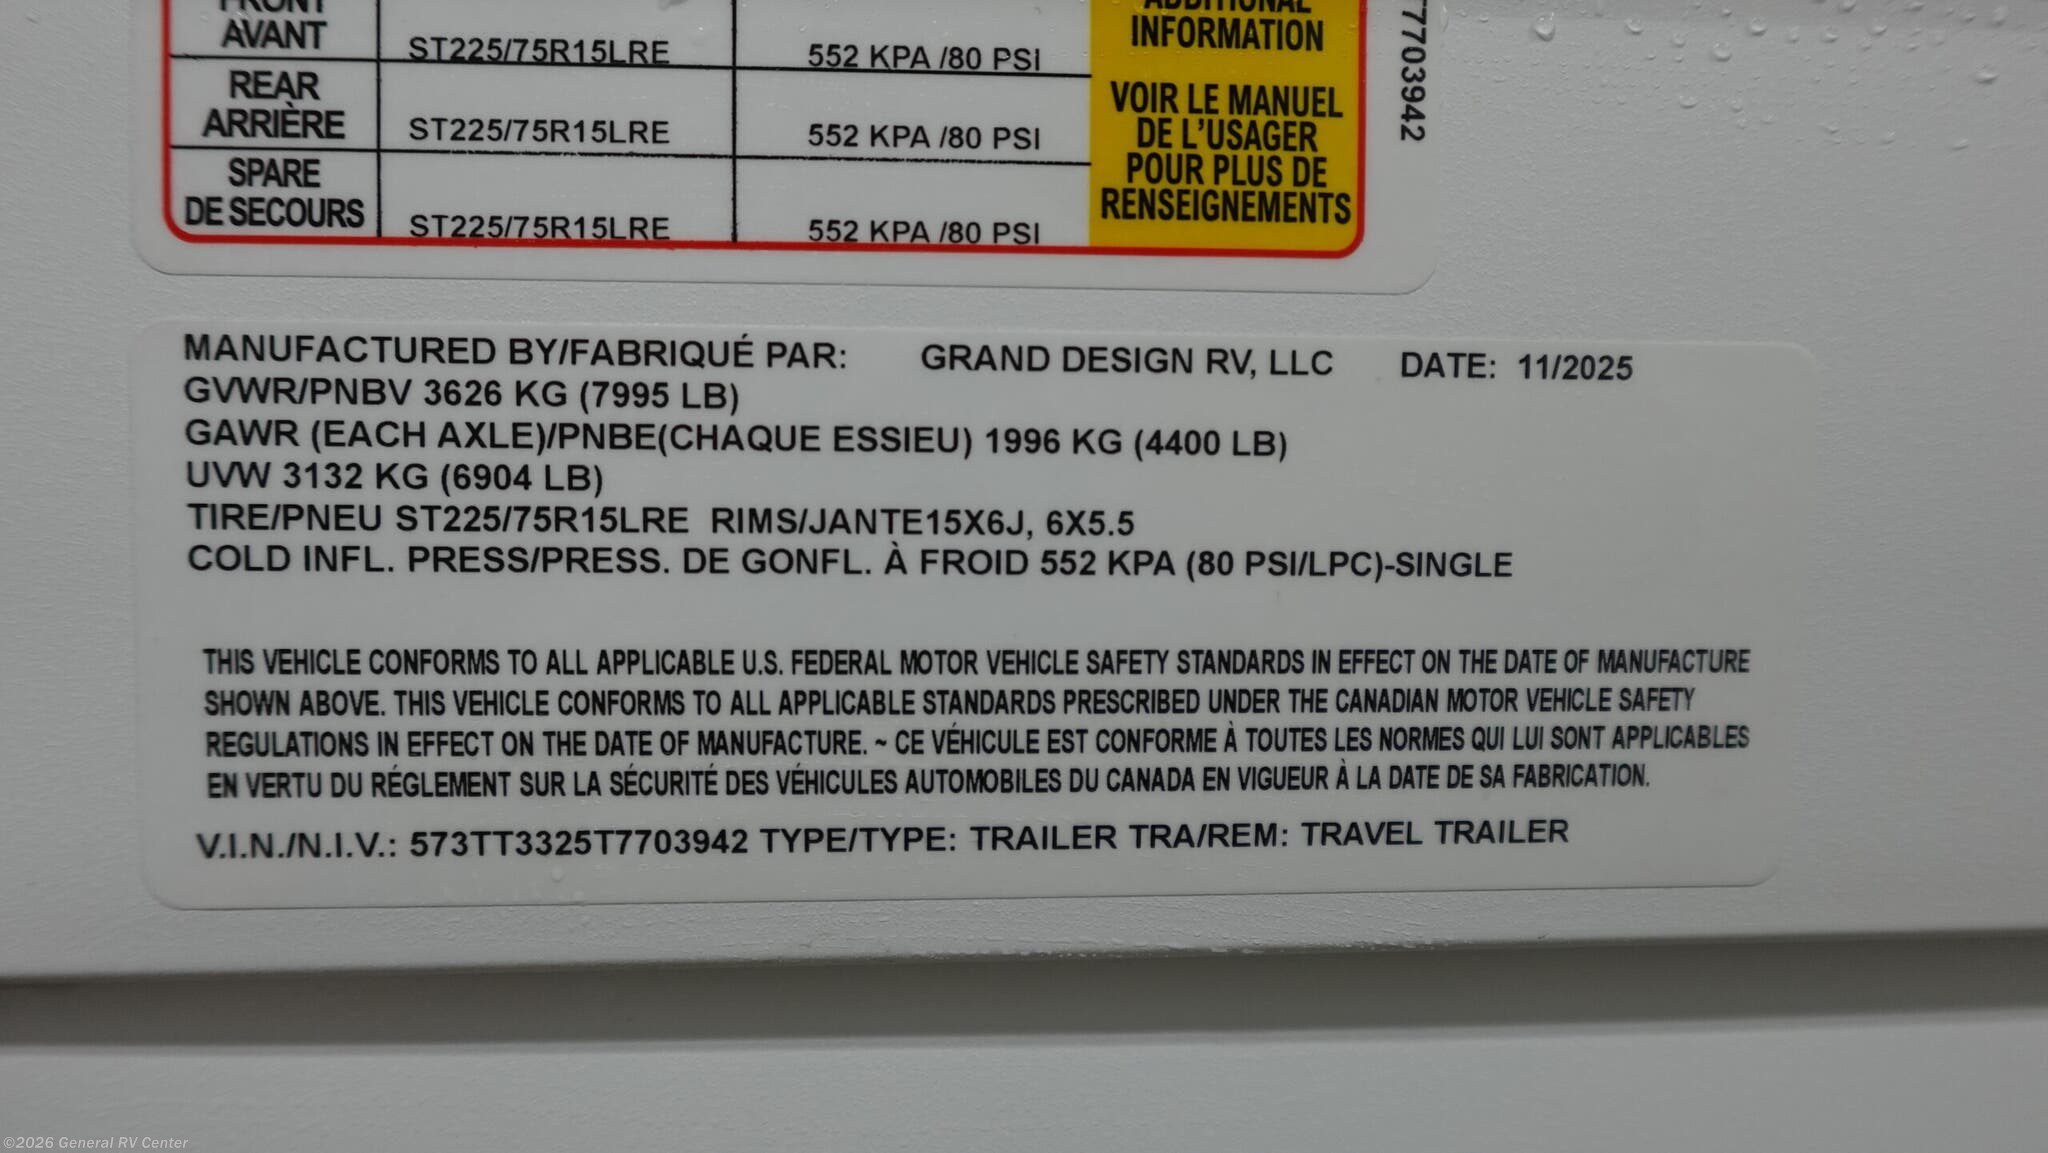 FRONT
AVANT
ST225/75R15LRE
552 KPA /80 PSI
REAR
ARRIÈRE
ST225/75R15LRE
552 KPA /80 PSI
SPARE
DE SECOURS
ST225/75R15LRE
552 KPA /80 PSI
ADDITIONAL
INFORMATION
VOIR LE MANUEL
DE L'USAGER
POUR PLUS DE
RENSEIGNEMENTS
T7703942
MANUFACTURED BY/FABRIQUÉ PAR: GRAND DESIGN RV, LLC DATE: 11/2025
GVWR/PNBV 3626 KG (7995 LB)
GAWR (EACH AXLE)/PNBE(CHAQUE ESSIEU) 1996 KG (4400 LB)
UVW 3132 KG (6904 LB)
TIRE/PNEU ST225/75R15LRE RIMS/JANTE15X6J, 6X5.5
COLD INFL. PRESS/PRESS. DE GONFL. À FROID 552 KPA (80 PSI/LPC)-SINGLE
THIS VEHICLE CONFORMS TO ALL APPLICABLE U.S. FEDERAL MOTOR VEHICLE SAFETY STANDARDS IN EFFECT ON THE DATE OF MANUFACTURE
SHOWN ABOVE. THIS VEHICLE CONFORMS TO ALL APPLICABLE STANDARDS PRESCRIBED UNDER THE CANADIAN MOTOR VEHICLE SAFETY
REGULATIONS IN EFFECT ON THE DATE OF MANUFACTURE. ~ CE VÉHICULE EST CONFORME À TOUTES LES NORMES QUI LUI SONT APPLICABLES
EN VERTU DU RÉGLEMENT SUR LA SÉCURITÉ DES VÉHICULES AUTOMOBILES DU CANADA EN VIGUEUR À LA DATE DE SA FABRICATION.
V.I.N./N.I.V.: 573TT3325T7703942 TYPE/TYPE: TRAILER TRA/REM: TRAVEL TRAILER
©2026 General RV Center